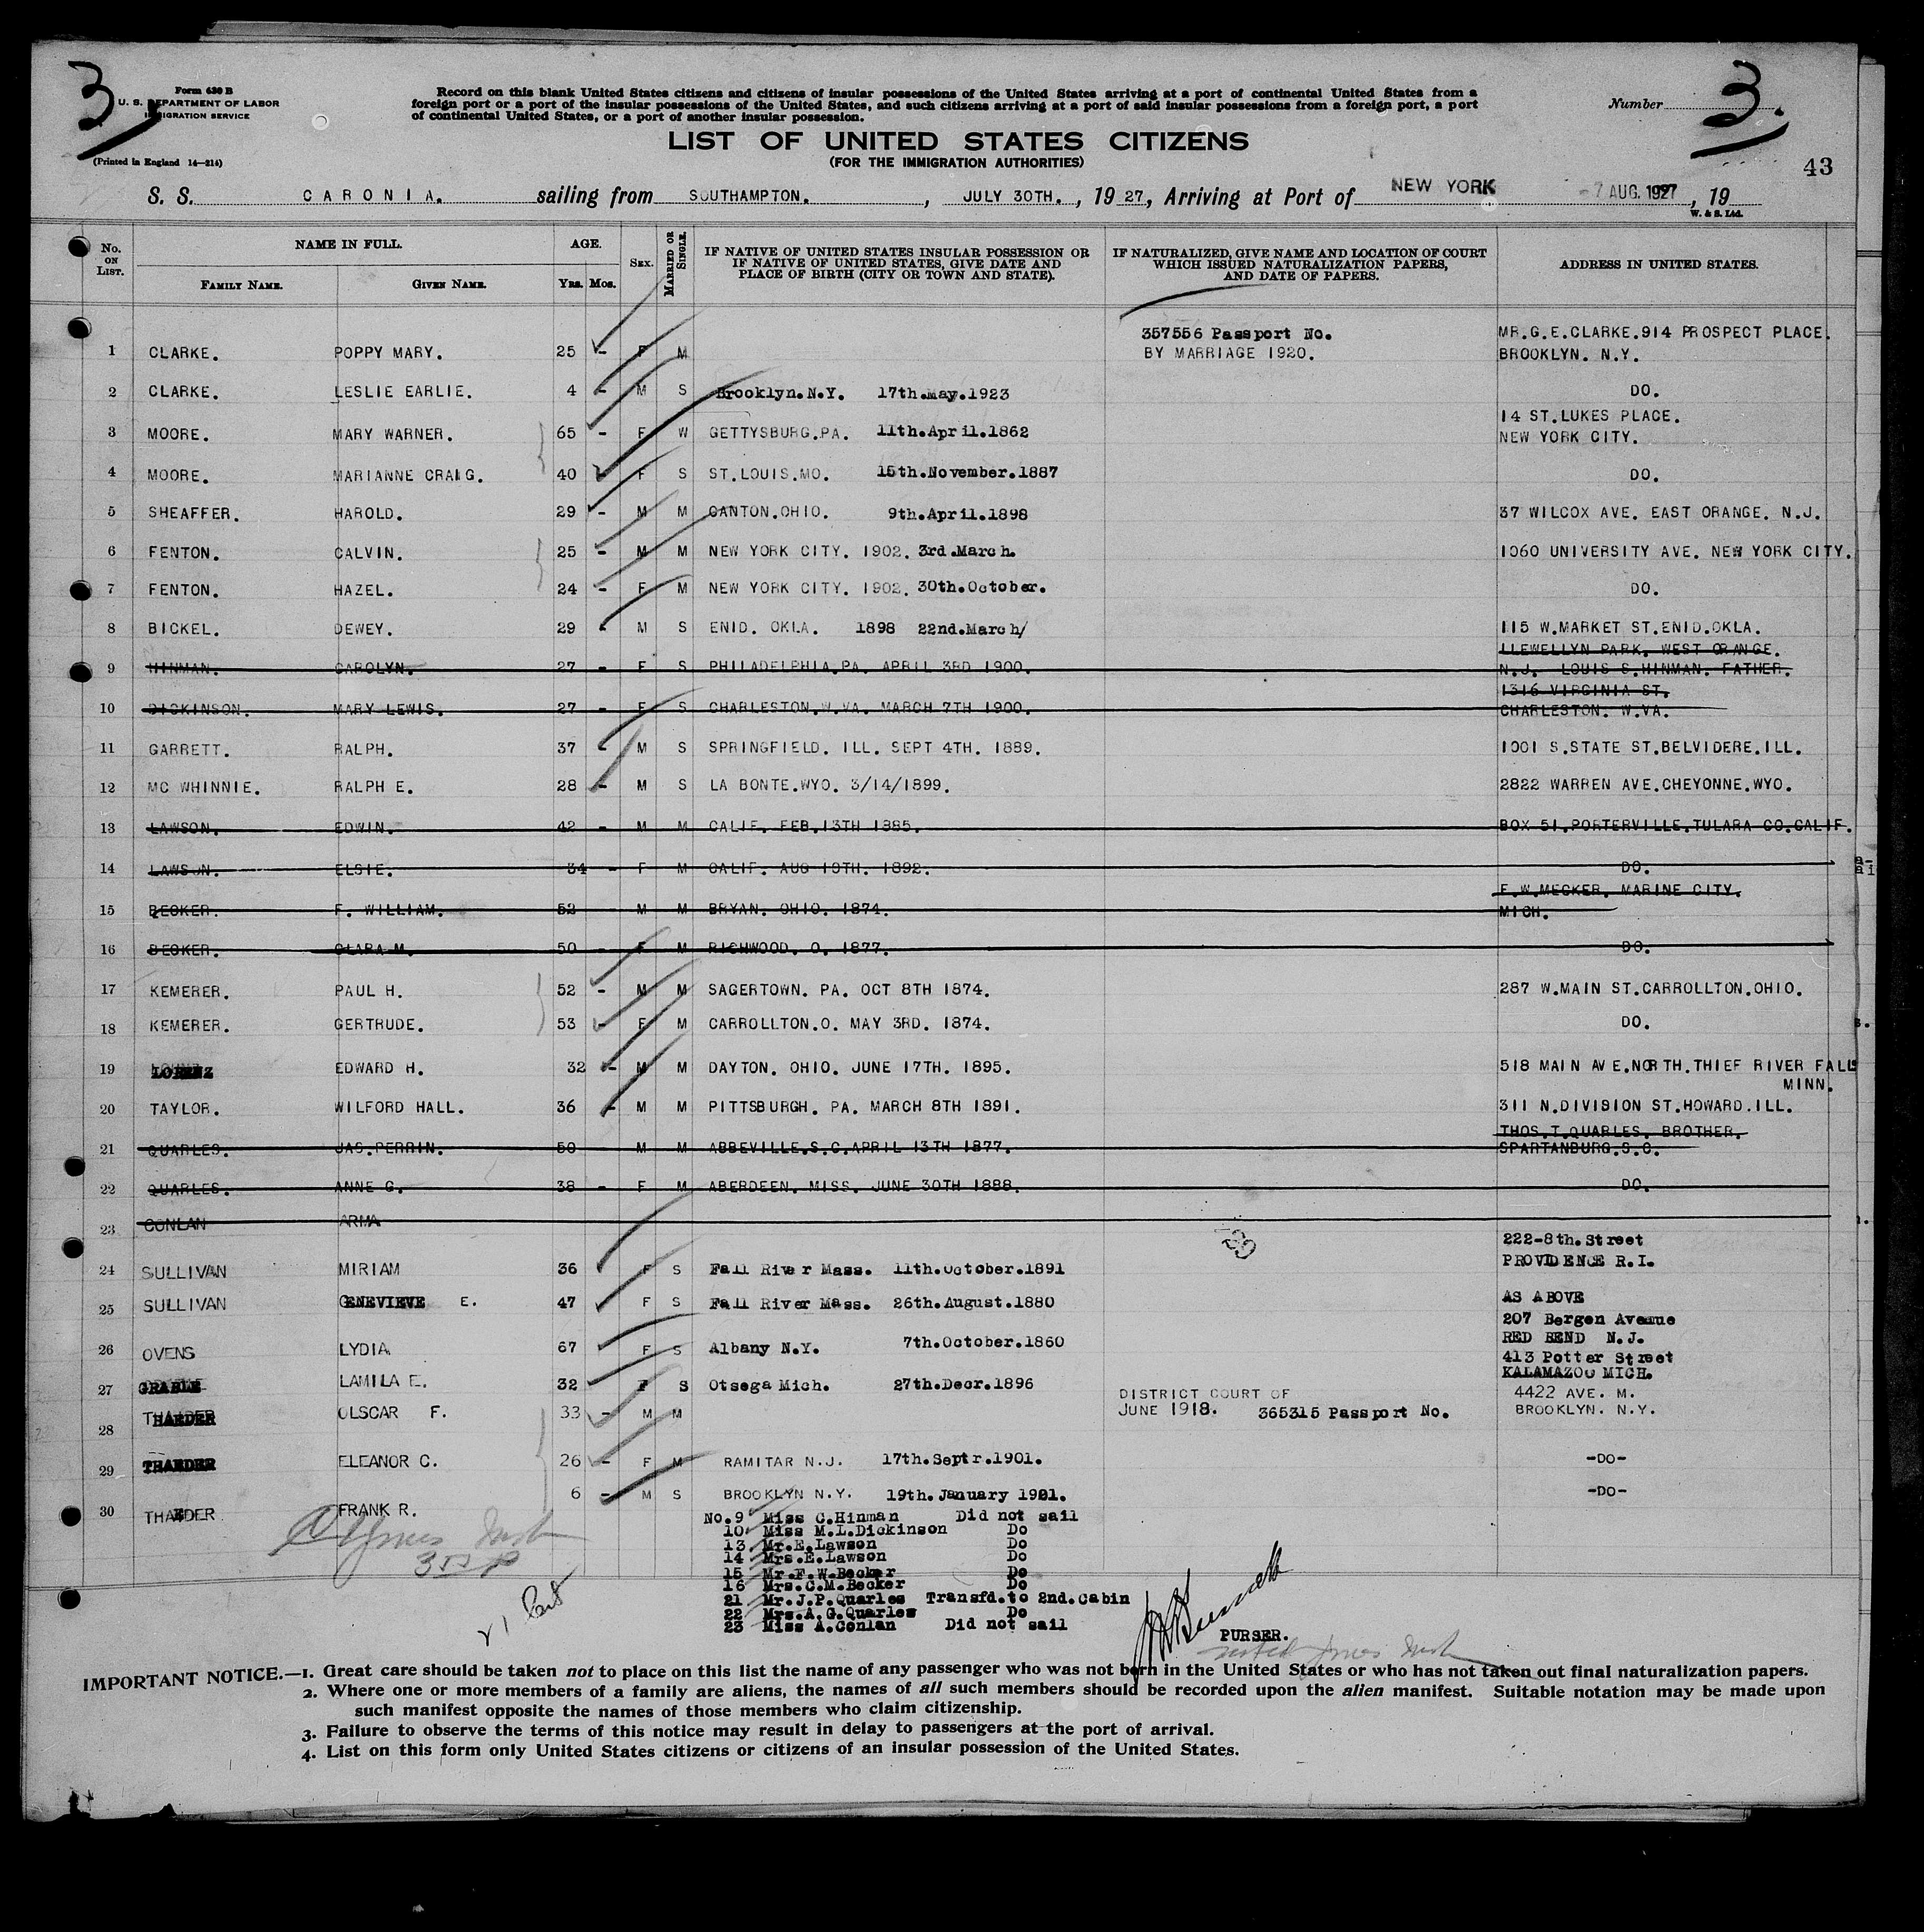 3
Form 630 B
U. S. DEPARTMENT OF LABOR
IMMIGRATION SERVICE
(Printed in England 14—214)
Record on this blank United States citizens and citizens of insular possessions of the United States arriving at a port of continental United States from a
foreign port or a port of the insular possessions of the United States, and such citizens arriving at a port of said insular possessions from a foreign port, a port
of continental United States, or a port of another insular possession.
Number 3.
LIST OF UNITED STATES CITIZENS
(FOR THE IMMIGRATION AUTHORITIES)
43
S. S. CARONIA. sailing from SOUTHAMPTON. , JULY 30TH. , 19 27, Arriving at Port of NEW YORK -7 AUG. 1927 , 19
W. & S. Ltd.
No. ON LIST. NAME IN FULL. FAMILY NAME. GIVEN NAME. AGE. YRS. MOS. SEX. MARRIED OR SINGLE. IF NATIVE OF UNITED STATES INSULAR POSSESSION OR IF NATIVE OF UNITED STATES, GIVE DATE AND PLACE OF BIRTH (CITY OR TOWN AND STATE). IF NATURALIZED, GIVE NAME AND LOCATION OF COURT WHICH ISSUED NATURALIZATION PAPERS, AND DATE OF PAPERS. ADDRESS IN UNITED STATES.
357556 Passport No. MR.G.E.CLARKE.914 PROSPECT PLACE.
1 CLARKE. POPPY MARY. 25 - F M BY MARRIAGE 1920. BROOKLYN. N.Y.
2 CLARKE. LESLIE EARLIE. 4 - M S Brooklyn.N.Y. 17th.may.1923 DO.
14 ST.LUKES PLACE.
3 MOORE. MARY WARNER. 65 - F W GETTYSBURG.PA. 11th.April.1862 NEW YORK CITY.
4 MOORE. MARIANNE CRAIG. 40 F S ST.LOUIS.MO. 15th.November.1887 DO.
5 SHEAFFER. HAROLD. 29 - M M CANTON.OHIO. 9th.April.1898 37 WILCOX AVE. EAST ORANGE. N.J.
6 FENTON. CALVIN. 25 - M M NEW YORK CITY. 1902. 3rd.March. 1060 UNIVERSITY AVE. NEW YORK CITY.
7 FENTON. HAZEL. 24 - F M NEW YORK CITY. 1902. 30th.October. DO.
8 BICKEL. DEWEY. 29 - M S ENID. OKLA. 1898 22nd.March/ 115 W.MARKET ST.ENID.OKLA.
LLEWELLYN PARK. WEST ORANGE.
9 HINMAN. CAROLYN. 27 - F S PHILADELPHIA.PA. APRIL 3RD 1900. N.J. LOUIS S.HINMAN. FATHER.
1316 VIRGINIA ST.
10 DICKINSON. MARY LEWIS. 27 - F S CHARLESTON.W.VA. MARCH 7TH 1900. CHARLESTON. W.VA.
11 GARRETT. RALPH. 37 - M S SPRINGFIELD. ILL. SEPT 4TH. 1889. 1001 S.STATE ST.BELVIDERE.ILL.
12 MC WHINNIE. RALPH E. 28 - M S LA BONTE.WYO. 3/14/1899. 2822 WARREN AVE.CHEYONNE.WYO.
13 LAWSON. EDWIN. 42 - M M CALIF. FEB.13TH 1885. BOX 51.PORTERVILLE.TULARA CO.CALIF.
14 LAWSON. ELSIE. 34 - F M CALIF. AUG 19TH. 1892. DO.
F.W.MECKER. MARINE CITY.
15 BECKER. F. WILLIAM. 52 - M M BRYAN. OHIO. 1874. MICH.
16 BECKER. CLARA M. 50 - F M RICHWOOD. O. 1877. DO.
17 KEMERER. PAUL H. 52 - M M SAGERTOWN. PA. OCT 8TH 1874. 287 W.MAIN ST.CARROLLTON.OHIO.
18 KEMERER. GERTRUDE. 53 - F M CARROLLTON.O. MAY 3RD. 1874. DO.
19 LORENZ EDWARD H. 32 - M M DAYTON. OHIO. JUNE 17TH. 1895. 518 MAIN AVE.NORTH.THIEF RIVER FALLS
MINN.
20 TAYLOR. WILFORD HALL. 36 - M M PITTSBURGH. PA. MARCH 8TH 1891. 311 N.DIVISION ST.HOWARD.ILL.
THOS.T.QUARLES. BROTHER.
21 QUARLES. JAS.PERRIN. 50 - M M ABBEVILLE.S.C.APRIL 13TH 1877. SPARTANBURG.S.C.
22 QUARLES. ANNE G. 38 - F M ABERDEEN. MISS. JUNE 30TH 1888. DO.
23 CONLAN ARMA
222-8th.Street
24 SULLIVAN MIRIAM 36 F S Fall River Mass. 11th.October.1891 PROVIDENCE R.I.
25 SULLIVAN GENEVIEVE E. 47 F S Fall River Mass. 26th.August.1880 AS ABOVE
207 Bergen Avenue
26 OVENS LYDIA 67 F S Albany N.Y. 7th.October.1860 RED BEND N.J.
413 Potter Street
27 GRABLE LAMILA E. 32 F S Otsega Mich. 27th.Decr.1896 KALAMAZOO MICH.
DISTRICT COURT OF 4422 AVE. M.
28 THARDER OLSCAR F. 33 - M M JUNE 1918. 365315 Passport No. BROOKLYN. N.Y.
29 THAEDER ELEANOR C. 26 - F M RAMITAR N.J. 17th.Septr.1901. -DO-
30 THAEDER FRANK R. 6 - M S BROOKLYN N.Y. 19th.January 1921. -DO-
No.9 Miss C.Hinman Did not sail
10 Miss M.L.Dickinson Do
13 Mr.E.Lawson Do
14 Mrs.E.Lawson Do
15 Mr.F.W.Becker Do
16 Mrs.C.M.Becker Do
21 Mr.J.P.Quarles Transfd.to 2nd.Cabin
22 Mrs.A.G.Quarles Do
23 Miss A.Conlan Did not sail
PURSER.
IMPORTANT NOTICE.—1. Great care should be taken not to place on this list the name of any passenger who was not born in the United States or who has not taken out final naturalization papers.
2. Where one or more members of a family are aliens, the names of all such members should be recorded upon the alien manifest. Suitable notation may be made upon
such manifest opposite the names of those members who claim citizenship.
3. Failure to observe the terms of this notice may result in delay to passengers at the port of arrival.
4. List on this form only United States citizens or citizens of an insular possession of the United States.